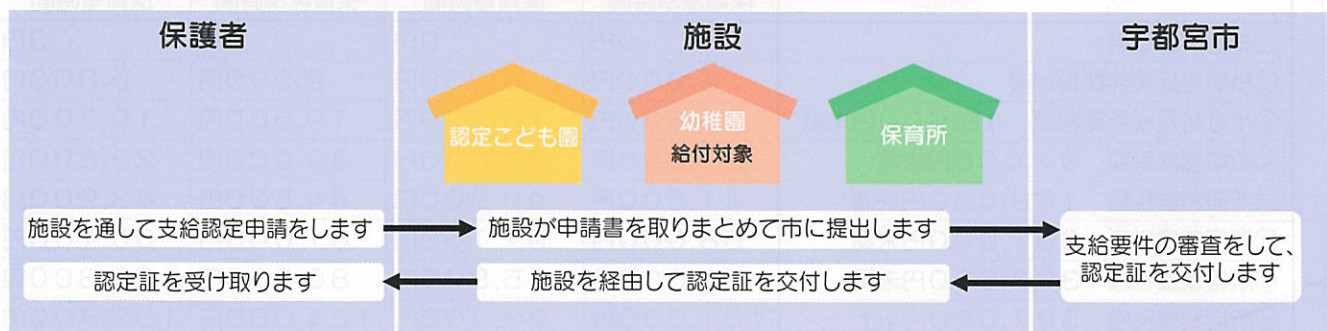 保護者
施設
宇都宮市
認定こども園
幼稚園
給付対象
保育所
施設を通して支給認定申請をします
施設が申請書を取りまとめて市に提出します
支給要件の審査をして、
認定証を交付します
認定証を受け取ります
施設を経由して認定証を交付します